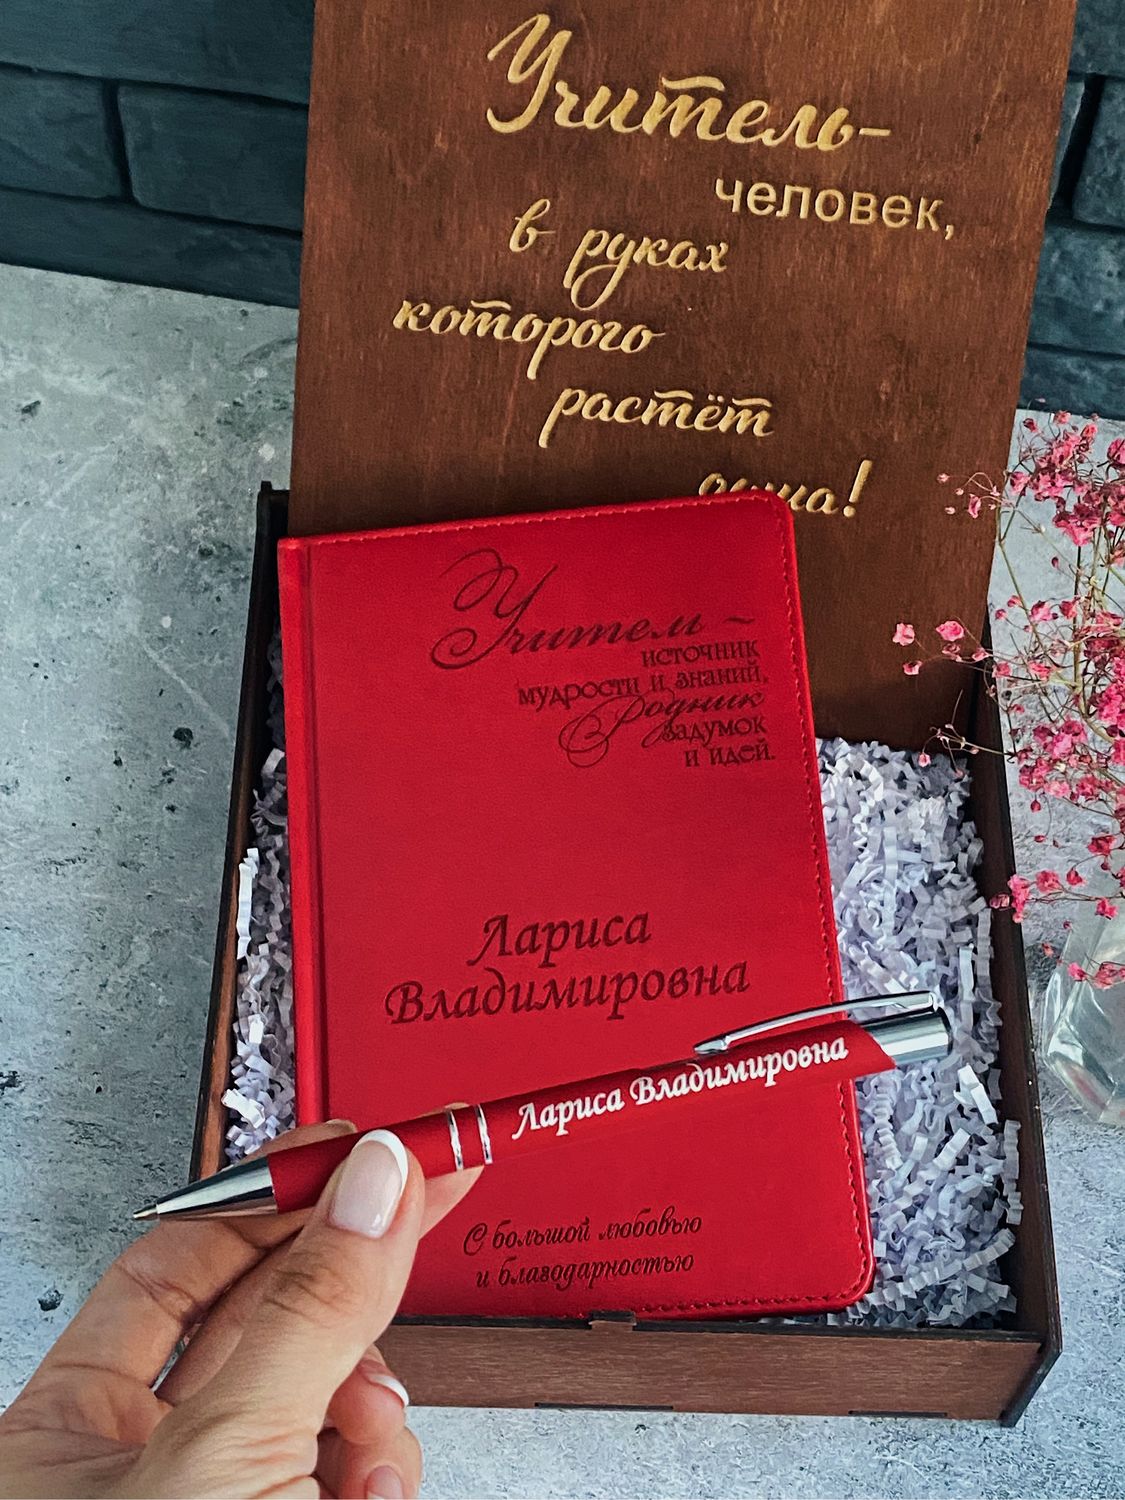 Учитель-
человек,
в руках
которого
растёт
душа!
Учитель ~
источник
мудрости и знаний,
Родник
задумок
и идей.
Лариса
Владимировна
Лариса Владимировна
С большой любовью
и благодарностью